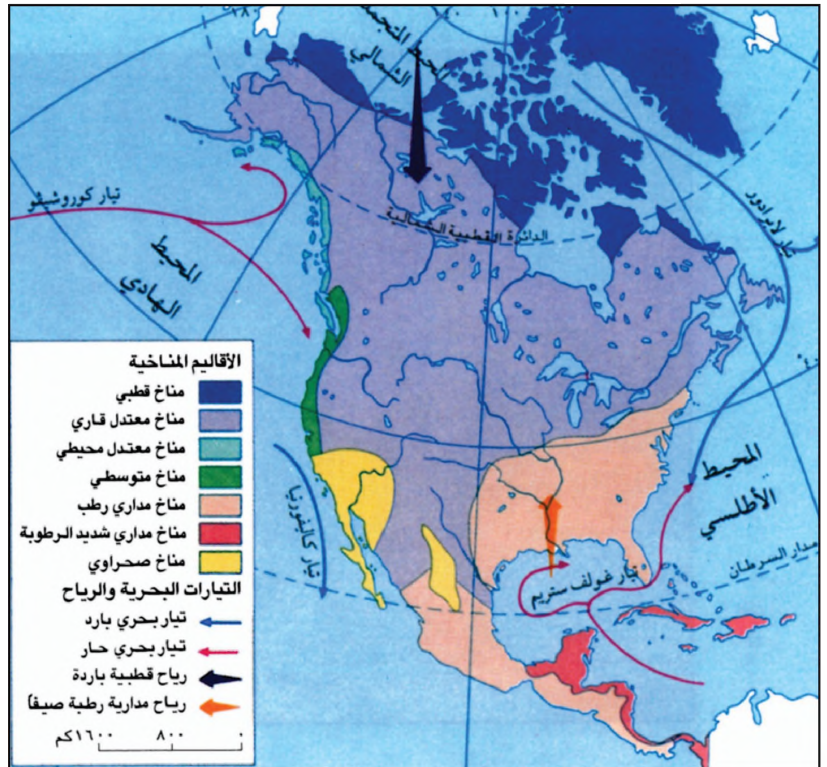 المحيط المتجمد
الشمالي
تيار كوروشيفو
المحيط
الهادي
الدائرة القطبية الشمالية
تيار لابرادور
°٤٠
المحيط
الأطلسي
مدار السرطان
تيار غولف ستريم
تيار كاليفورنيا
الأقاليم المناخية
مناخ قطبي
مناخ معتدل قاري
مناخ معتدل محيطي
مناخ متوسطي
مناخ مداري رطب
مناخ مداري شديد الرطوبة
مناخ صحراوي
التيارات البحرية والرياح
تيار بحري بارد
تيار بحري حار
رياح قطبية باردة
رياح مدارية رطبة صيفاً
٠ ٨٠٠ ١٦٠٠كم